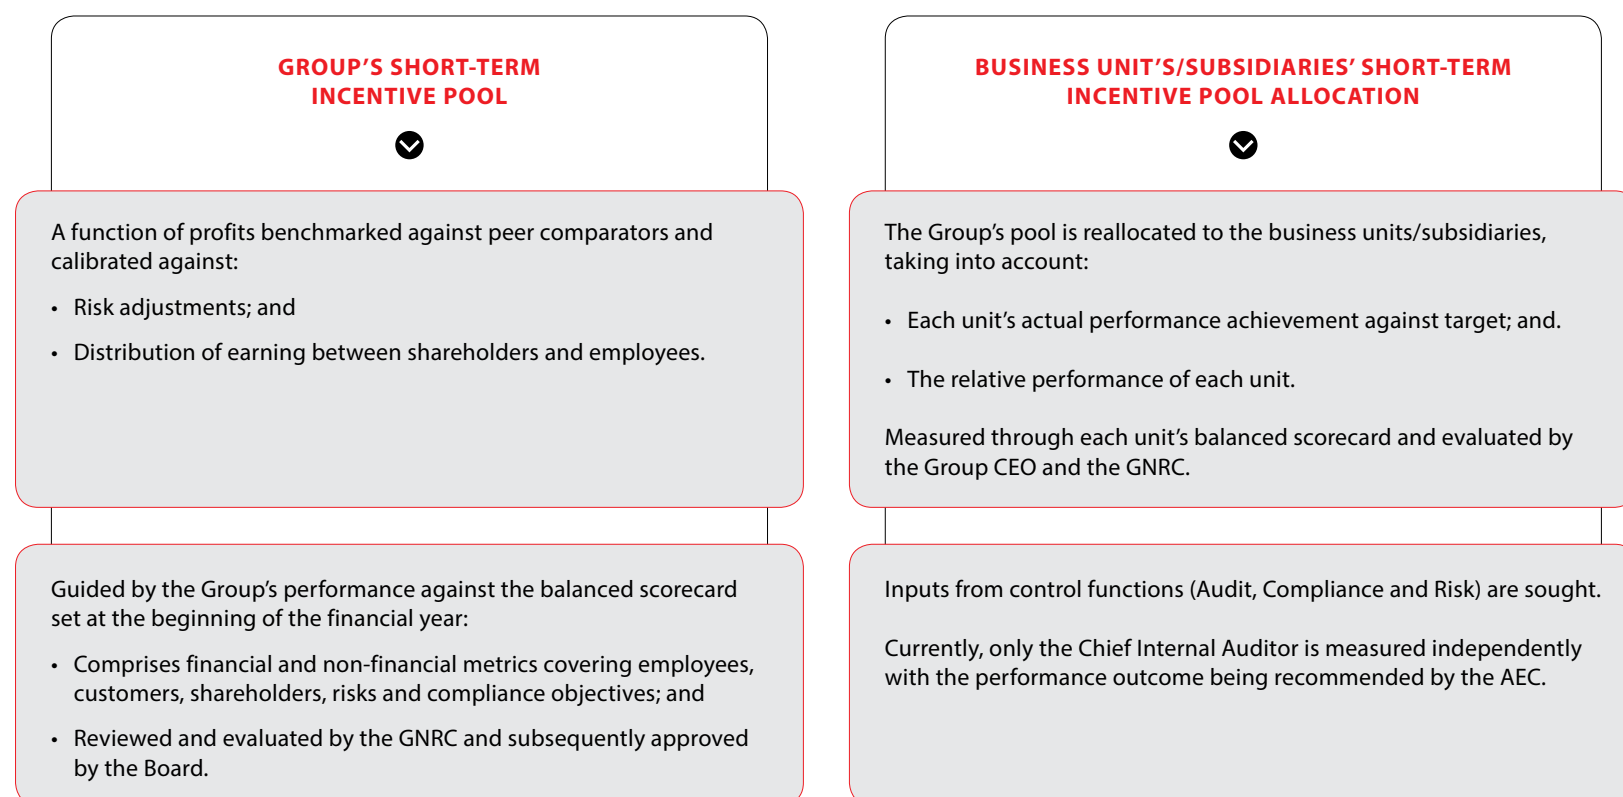 GROUP’S SHORT-TERM
INCENTIVE POOL
A function of profits benchmarked against peer comparators and
calibrated against:
• Risk adjustments; and
• Distribution of earning between shareholders and employees.
Guided by the Group’s performance against the balanced scorecard
set at the beginning of the financial year:
• Comprises financial and non-financial metrics covering employees,
customers, shareholders, risks and compliance objectives; and
• Reviewed and evaluated by the GNRC and subsequently approved
by the Board.
BUSINESS UNIT’S/SUBSIDIARIES’ SHORT-TERM
INCENTIVE POOL ALLOCATION
The Group’s pool is reallocated to the business units/subsidiaries,
taking into account:
• Each unit’s actual performance achievement against target; and.
• The relative performance of each unit.
Measured through each unit’s balanced scorecard and evaluated by
the Group CEO and the GNRC.
Inputs from control functions (Audit, Compliance and Risk) are sought.
Currently, only the Chief Internal Auditor is measured independently
with the performance outcome being recommended by the AEC.